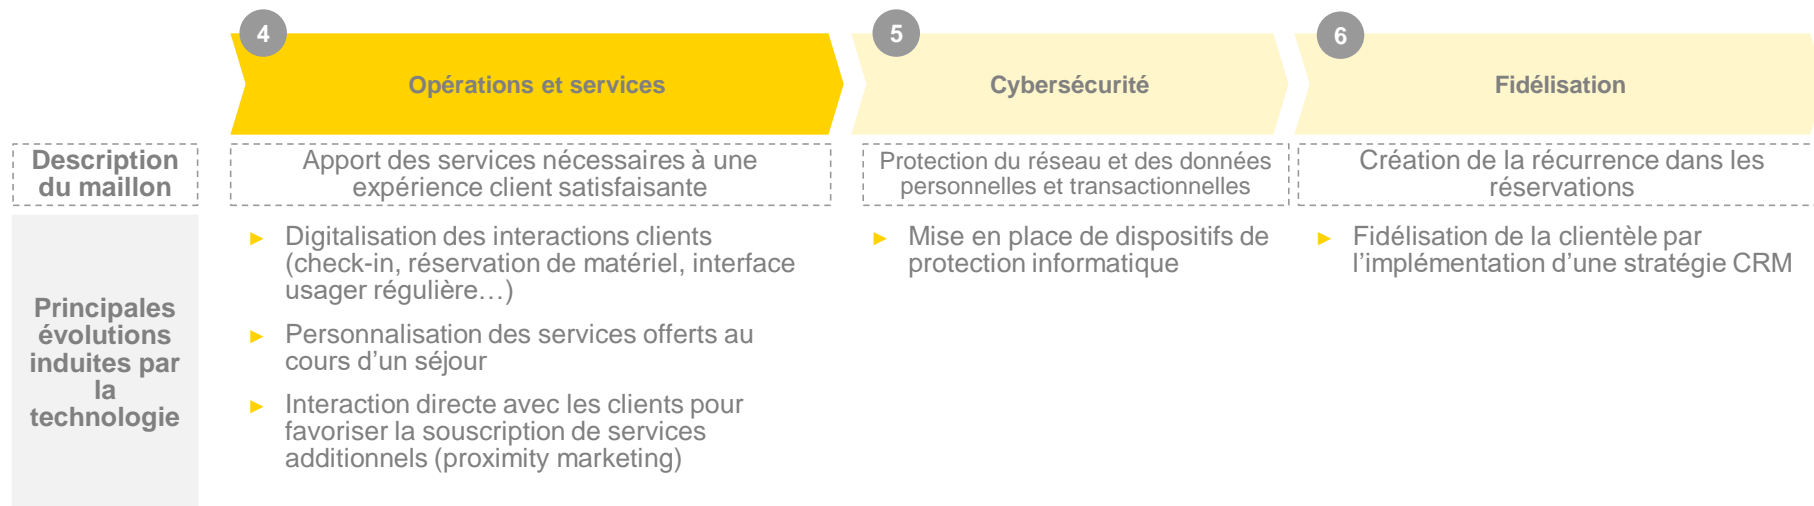 4
Opérations et services
5
Cybersécurité
6
Fidélisation
Description
du maillon
Apport des services nécessaires à une
expérience client satisfaisante
Protection du réseau et des données
personnelles et transactionnelles
Création de la récurrence dans les
réservations
Principales
évolutions
induites par
la
technologie
► Digitalisation des interactions clients
(check-in, réservation de matériel, interface
usager régulière…)
► Personnalisation des services offerts au
cours d’un séjour
► Interaction directe avec les clients pour
favoriser la souscription de services
additionnels (proximity marketing)
► Mise en place de dispositifs de
protection informatique
► Fidélisation de la clientèle par
l’implémentation d’une stratégie CRM